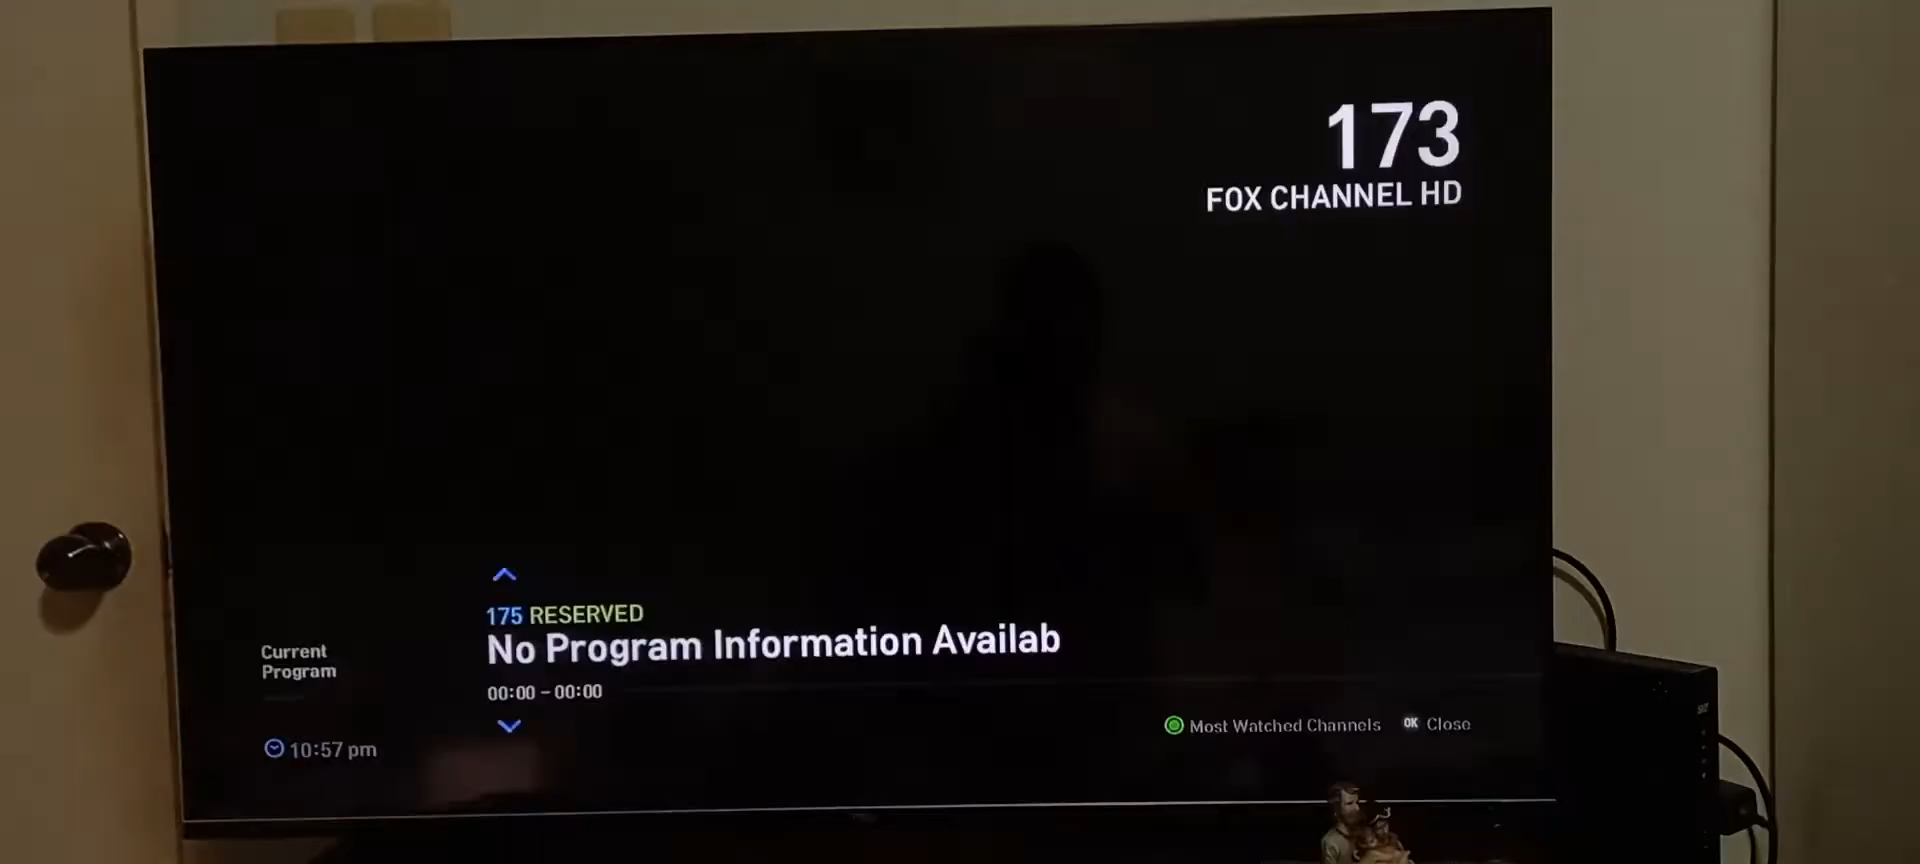 173
FOX CHANNEL HD
175 RESERVED
No Program Information Availab
Current
Program
00:00 - 00:00
Most Watched Channels
OK Close
10:57 pm